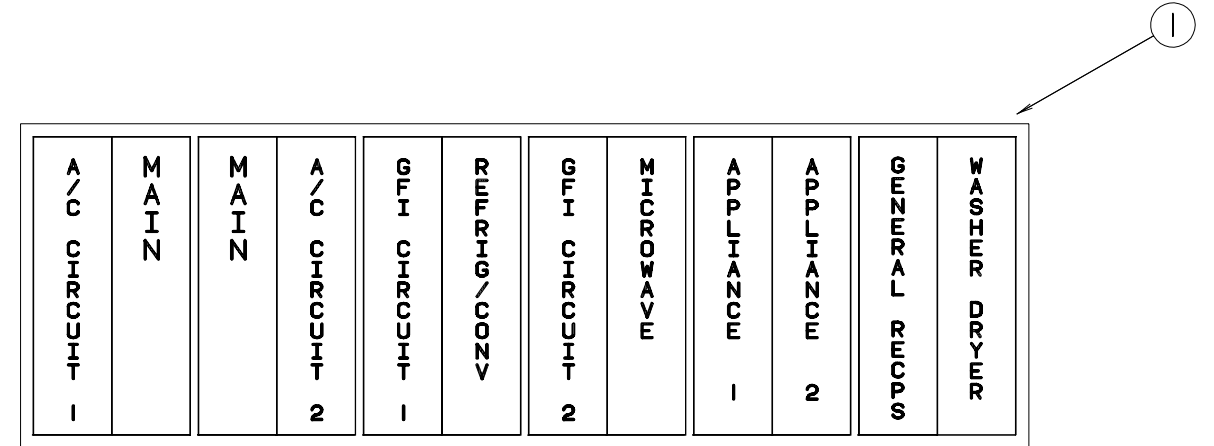 1
A/C CIRCUIT 1
MAIN
MAIN
A/C CIRCUIT 2
GFI CIRCUIT 1
REFRIG/CONV
GFI CIRCUIT 2
MICROWAVE
APPLIANCE 1
APPLIANCE 2
GENERAL RECPS
WASHER DRYER